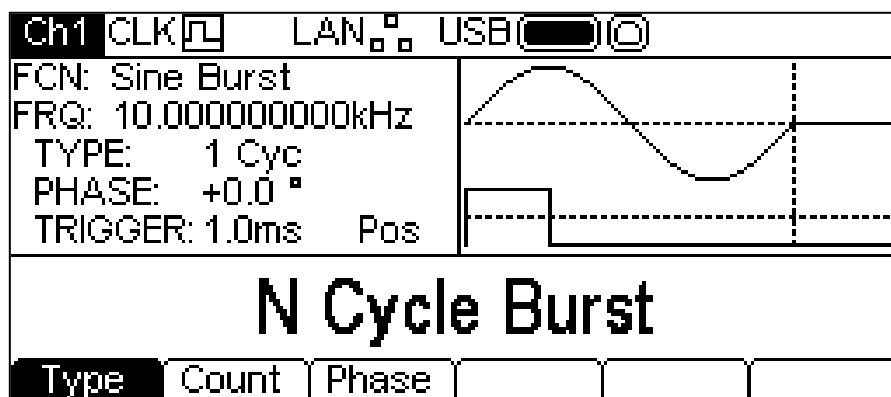 Ch1 CLK LAN USB
FCN: Sine Burst
FRQ: 10.000000000kHz
TYPE: 1 Cyc
PHASE: +0.0 °
TRIGGER: 1.0ms Pos
N Cycle Burst
Type Count Phase